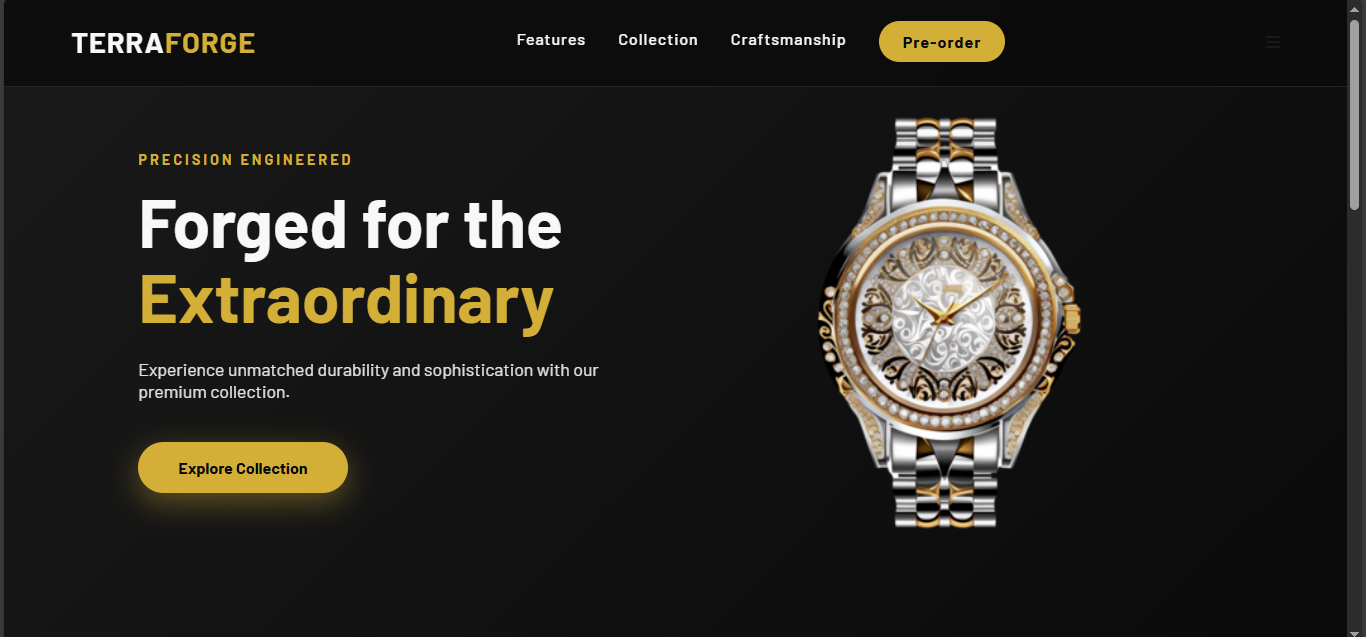 TERRAFORGE
Features
Collection
Craftsmanship
Pre-order
PRECISION ENGINEERED
Forged for the
Extraordinary
Experience unmatched durability and sophistication with our
premium collection.
Explore Collection